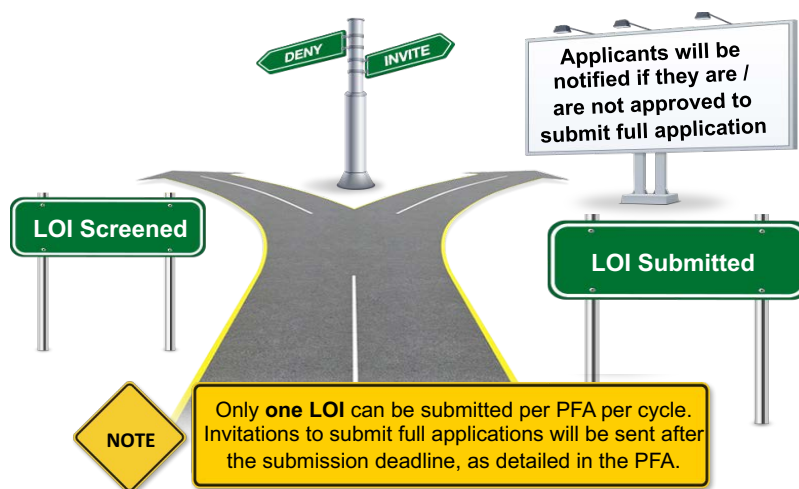 DENY
INVITE
Applicants will be
notified if they are /
are not approved to
submit full application
LOI Screened
LOI Submitted
NOTE
Only one LOI can be submitted per PFA per cycle.
Invitations to submit full applications will be sent after
the submission deadline, as detailed in the PFA.